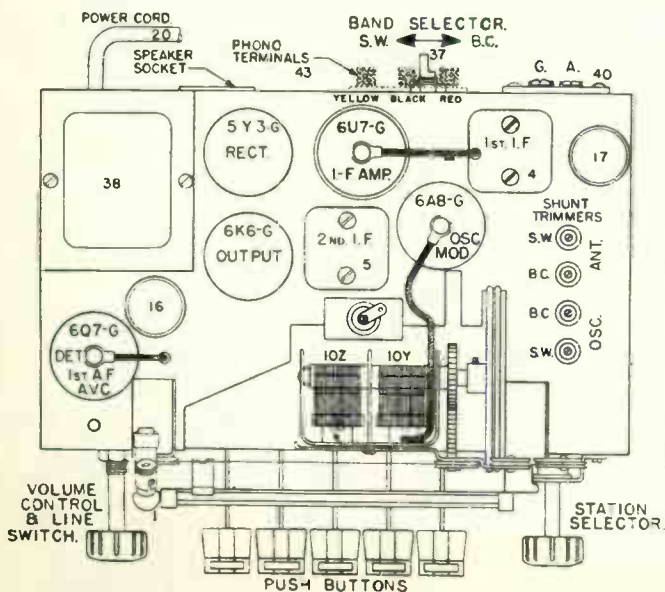 POWER CORD.
20
SPEAKER
SOCKET
PHONO
TERMINALS
43
BAND SELECTOR.
S.W. B.C.
37
YELLOW BLACK RED
G. A. 40
38
5Y3-G
RECT.
6U7-G
I-F AMP.
1ST. I.F
4
17
6K6-G
OUTPUT
2ND. I.F
5
6A8-G
OSC.
MOD
SHUNT
TRIMMERS
S.W.
B.C.
ANT.
B.C
S.W.
OSC.
16
6Q7-G
DET.
1ST A F
AVC
10Z 10Y
VOLUME
CONTROL
& LINE
SWITCH.
1
STATION
SELECTOR.
PUSH BUTTONS